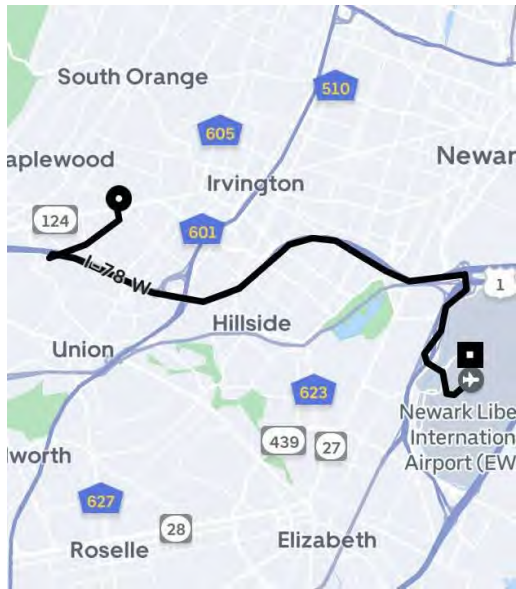 South Orange
510
605
aplewood
Newar
Irvington
124
601
I-78 W
1
Hillside
Union
623
Newark Libe
Internation
Airport (EW
439
27
lworth
627
28
Roselle
Elizabeth